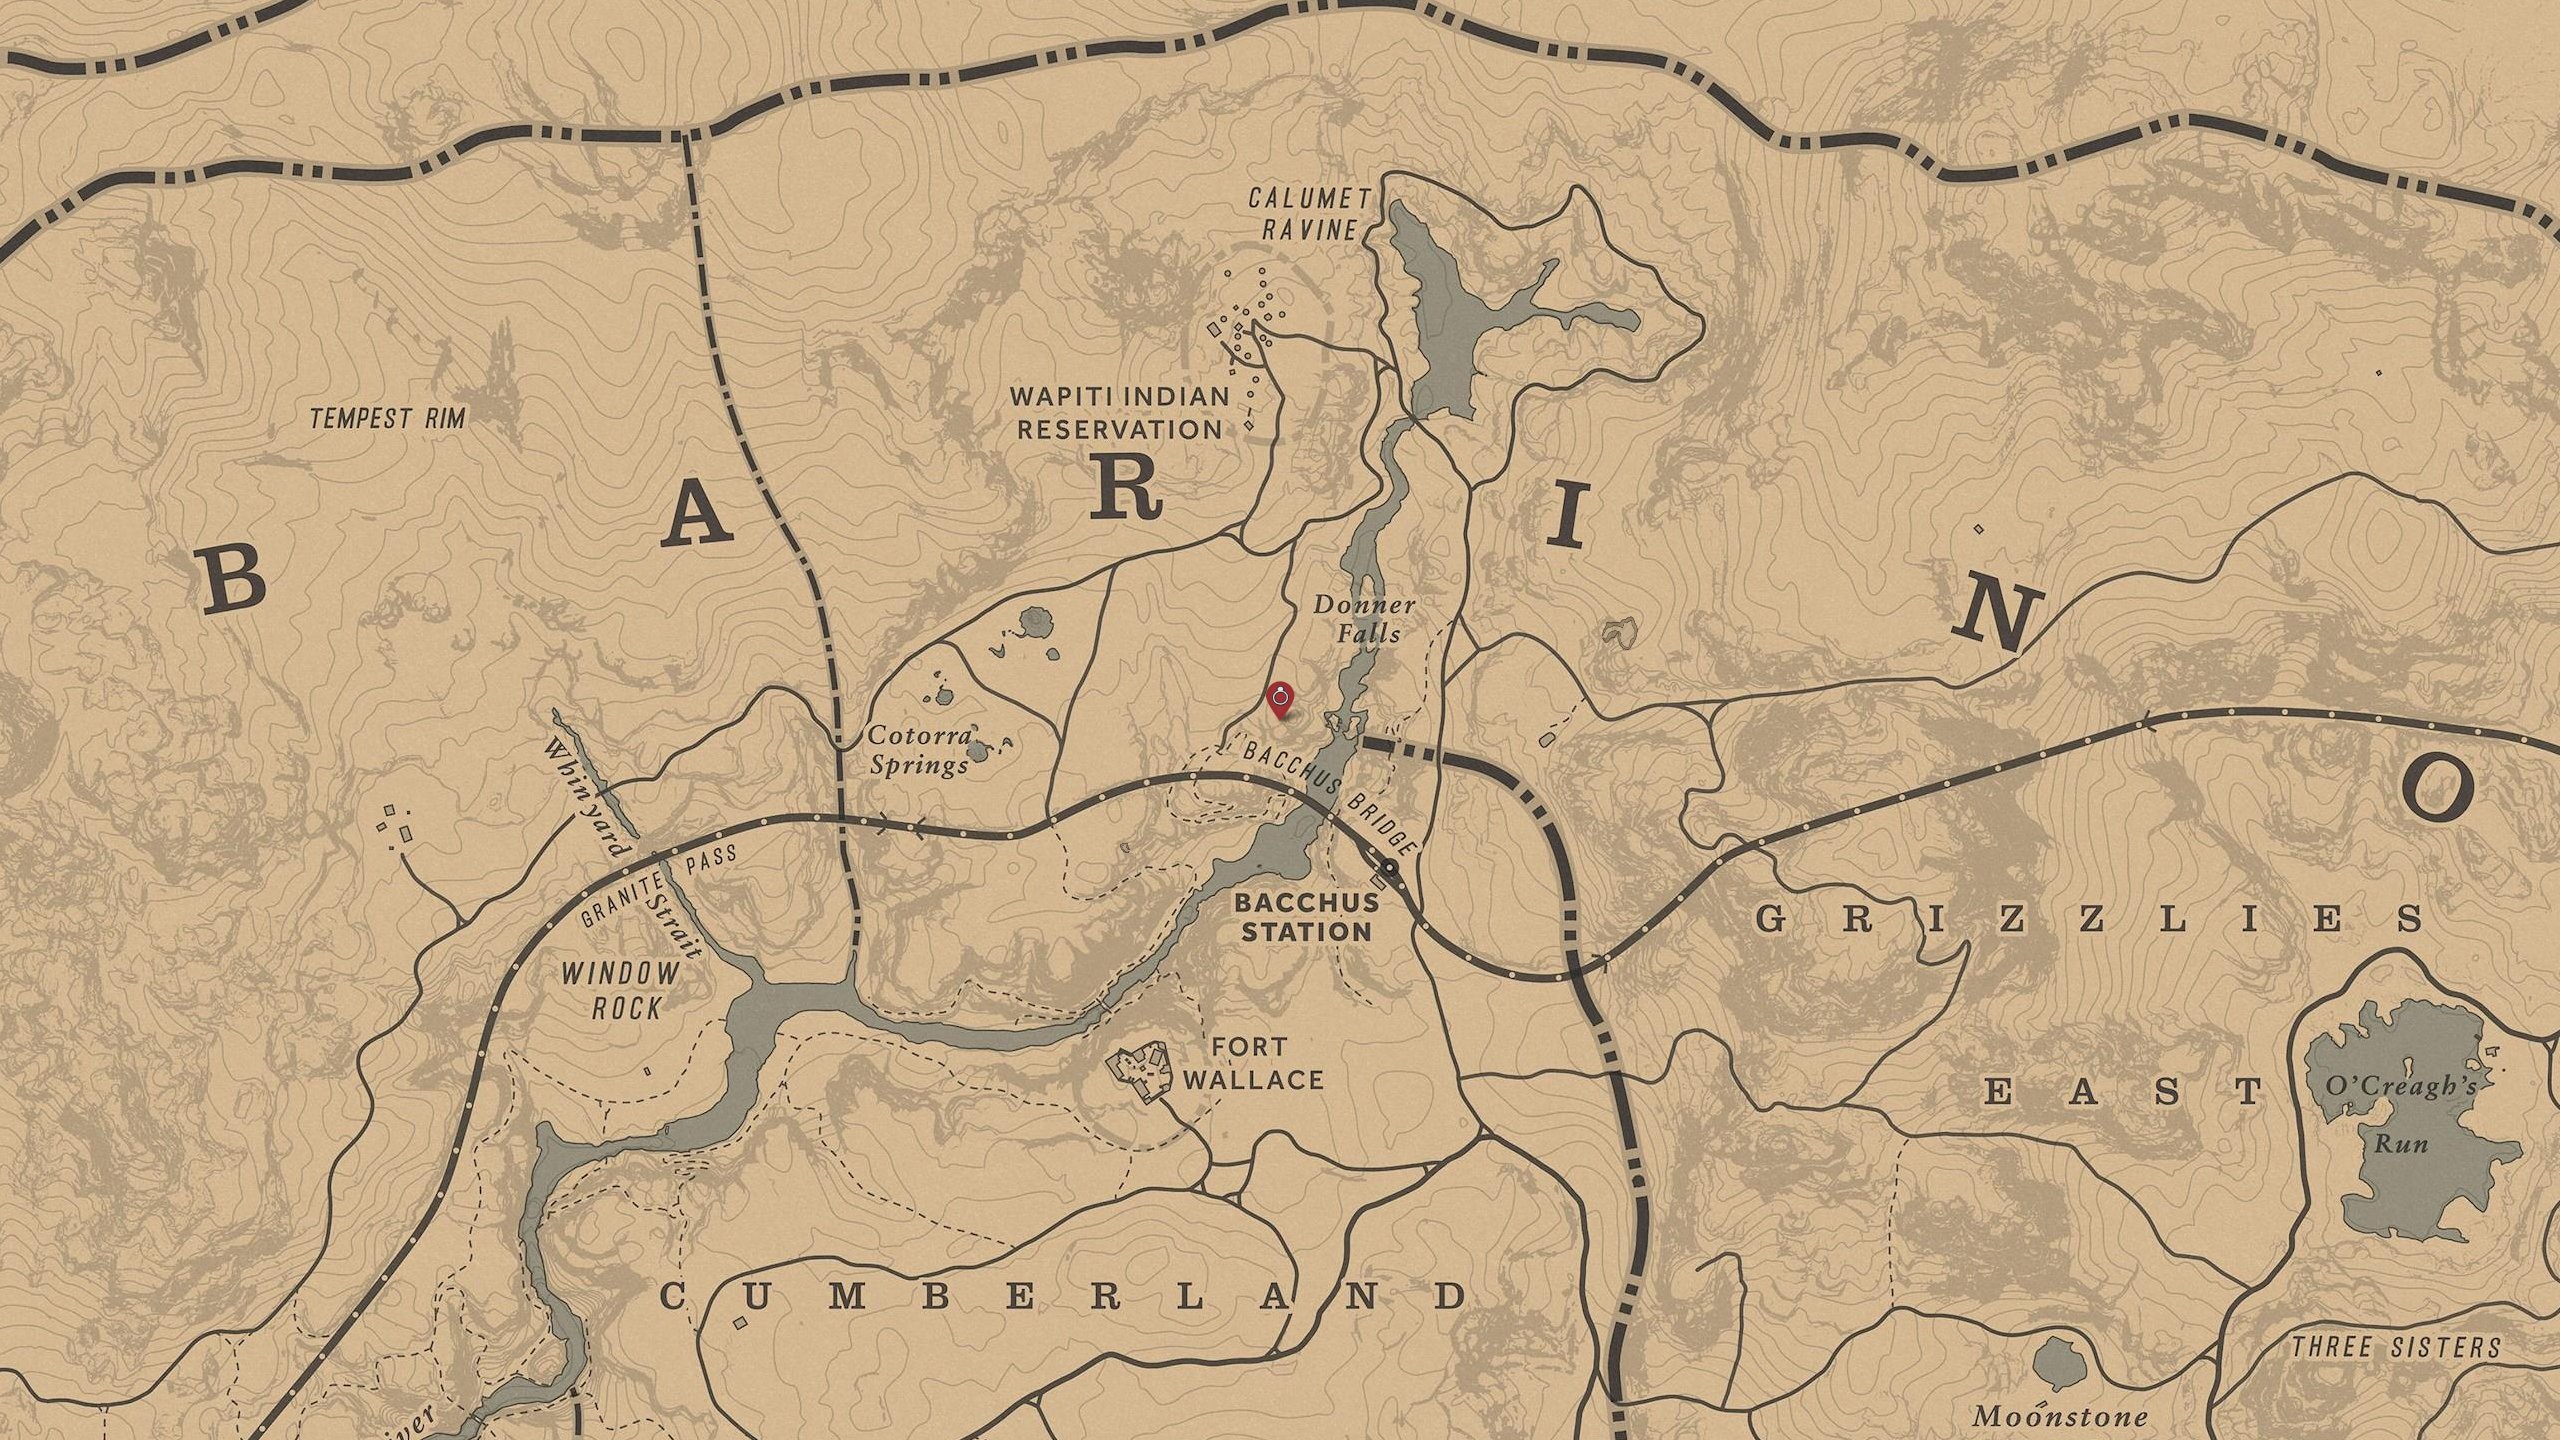 CALUMET
RAVINE
WAPITI INDIAN
RESERVATION
TEMPEST RIM
B A R I N O
Donner
Falls
Cotorra
Springs
Whinyard
Strait
BACCHUS BRIDGE
GRANITE PASS
BACCHUS
STATION
GRIZZLIES
EAST
WINDOW
ROCK
FORT
WALLACE
O'Creagh's
Run
CUMBERLAND
THREE SISTERS
Moonstone